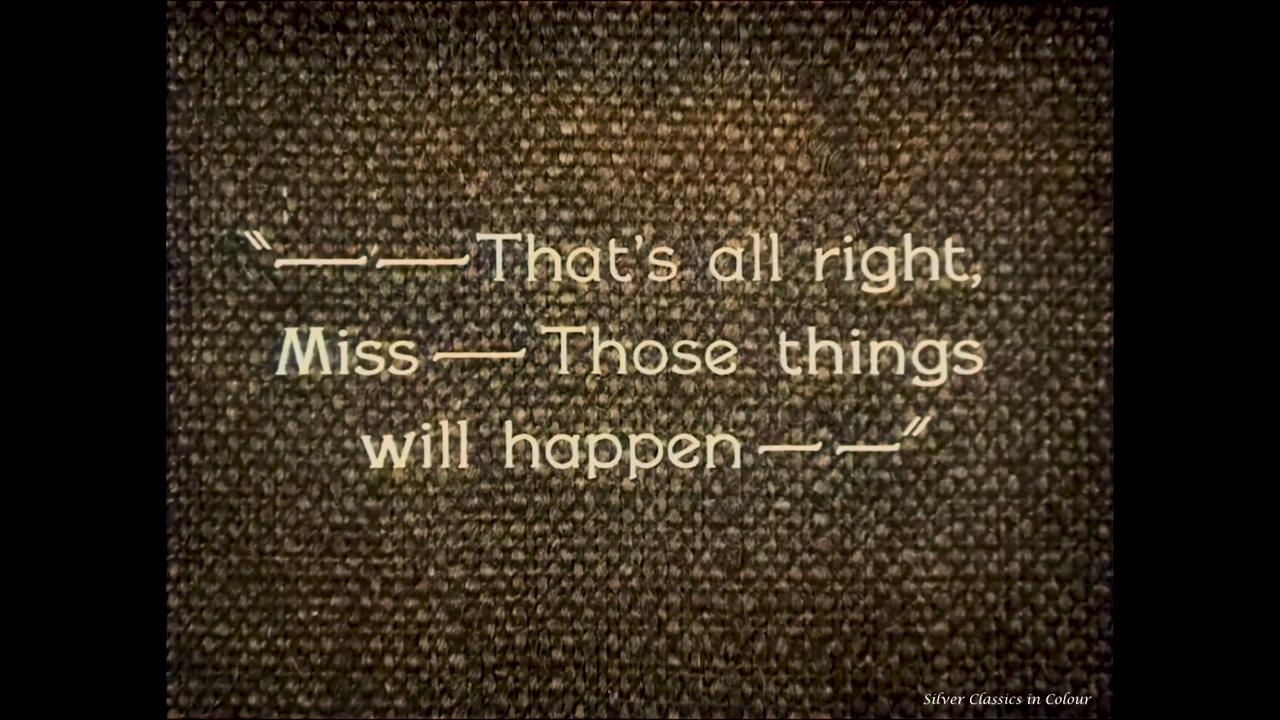 "— — That's all right,
Miss — Those things
will happen — —"
Silver Classics in Colour